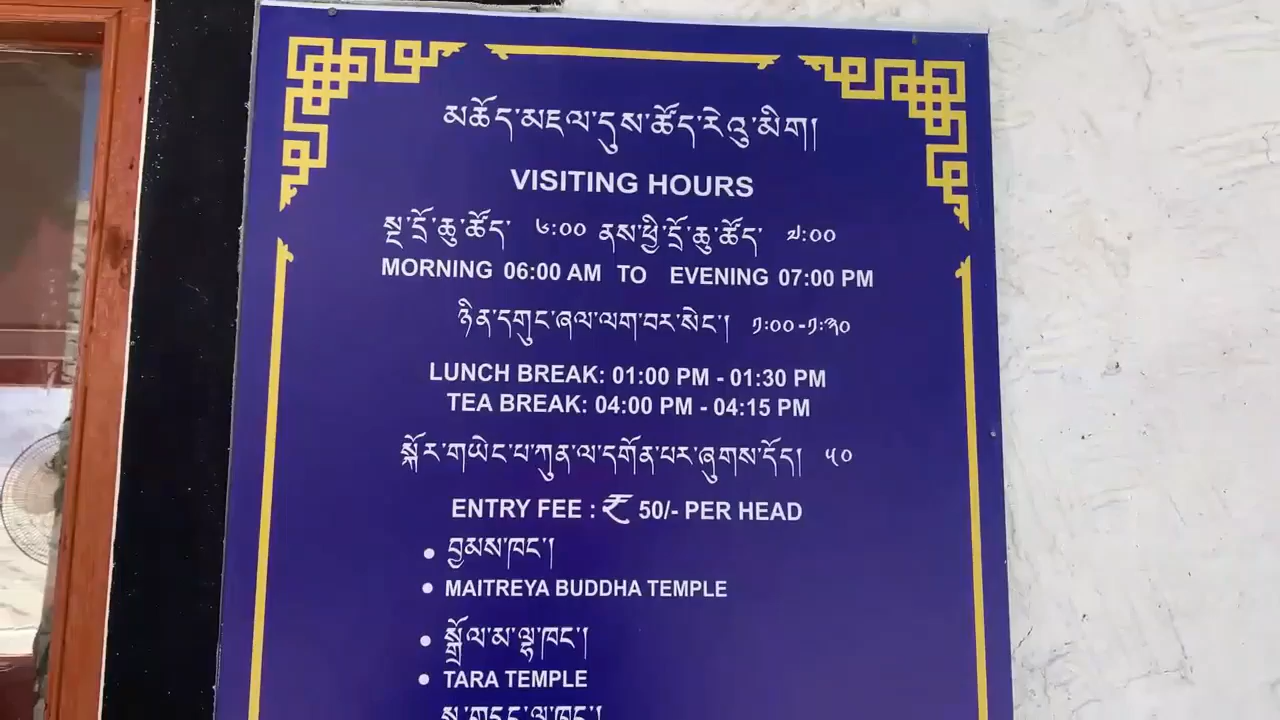 མཆོད་མཇལ་དུས་ཚོད་རེའུ་མིག།
VISITING HOURS
སྔ་དྲོ་ཆུ་ཚོད་ ༦:༠༠ ནས་ཕྱི་དྲོ་ཆུ་ཚོད་ ༧:༠༠
MORNING 06:00 AM TO EVENING 07:00 PM
ཉིན་དགུང་ཞལ་ལག་བར་སེང་། ༡:༠༠-༡:༣༠
LUNCH BREAK: 01:00 PM - 01:30 PM
TEA BREAK: 04:00 PM - 04:15 PM
སྐོར་གཡེང་པ་ཀུན་ལ་དགོན་པར་ཞུགས་དོད། ༥༠
ENTRY FEE : ₹ 50/- PER HEAD
• བྱམས་ཁང་།
• MAITREYA BUDDHA TEMPLE
• སྒྲོལ་མ་ལྷ་ཁང་།
• TARA TEMPLE